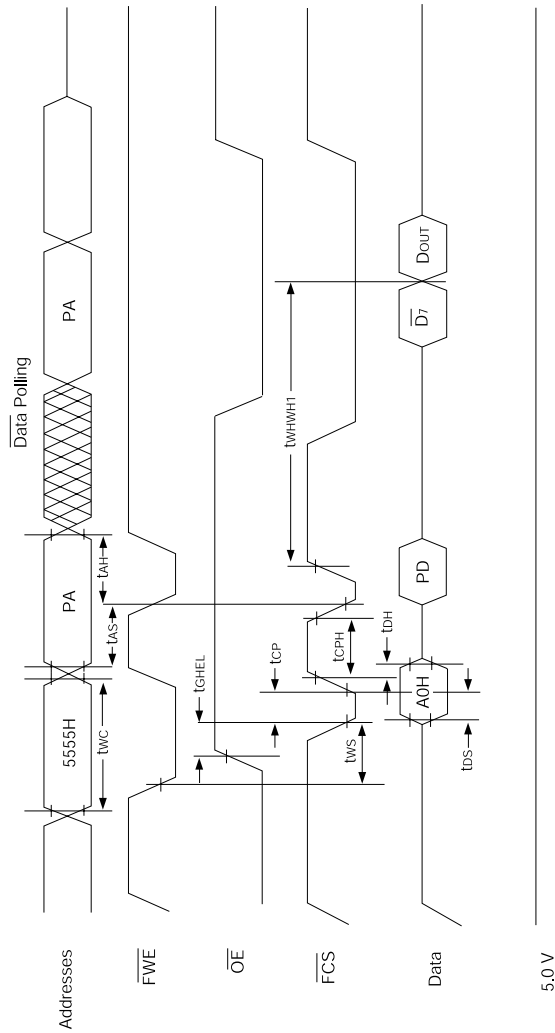 Data Polling
Addresses
5555H
PA
PA
tWC
tAS
tAH
FWE
OE
tGHEL
FCS
tWS
tCP
tCPH
tWHWH1
tDH
Data
A0H
PD
D7
DOUT
tDS
5.0 V